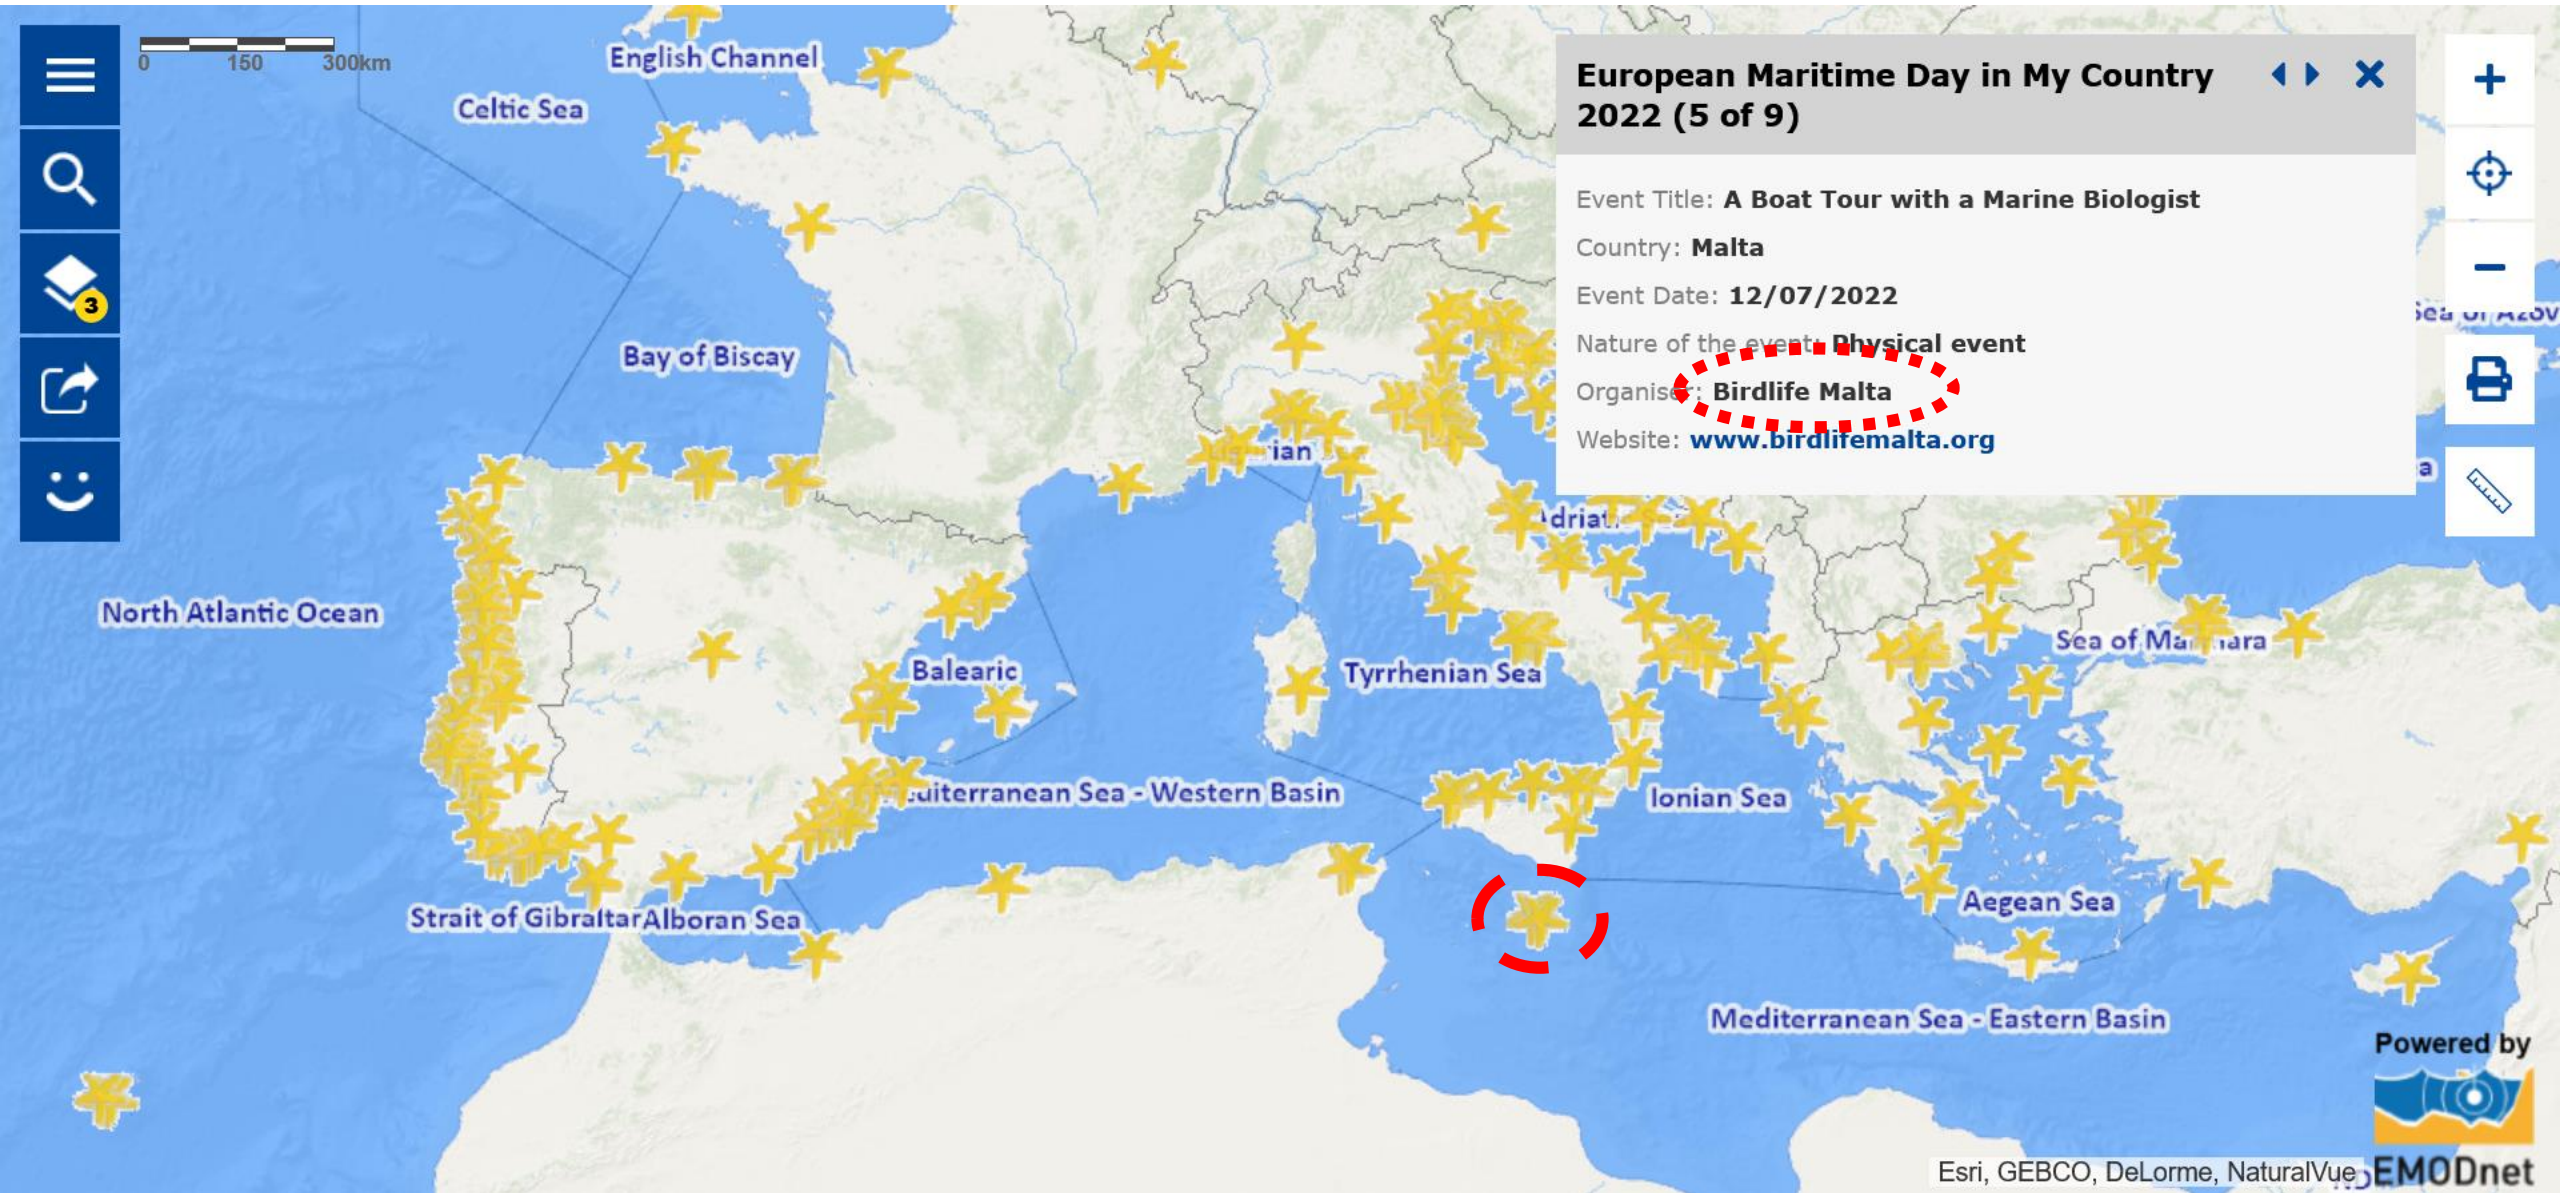 0 150 300km
English Channel
Celtic Sea
European Maritime Day in My Country
2022 (5 of 9)
Event Title: A Boat Tour with a Marine Biologist
Country: Malta
Event Date: 12/07/2022
Nature of the event: Physical event
Organiser: Birdlife Malta
Website: www.birdlifemalta.org
3
Sea of Azov
Bay of Biscay
North Atlantic Ocean
Balearic
Tyrrhenian Sea
Sea of
Western Basin
Sea -
Ionian Sea
Strait of Gibraltar
Alboran Sea
Aegean Sea
Mediterranean Sea - Eastern Basin
Powered by
EMODnet
Esri, GEBCO, DeLorme, NaturalVue